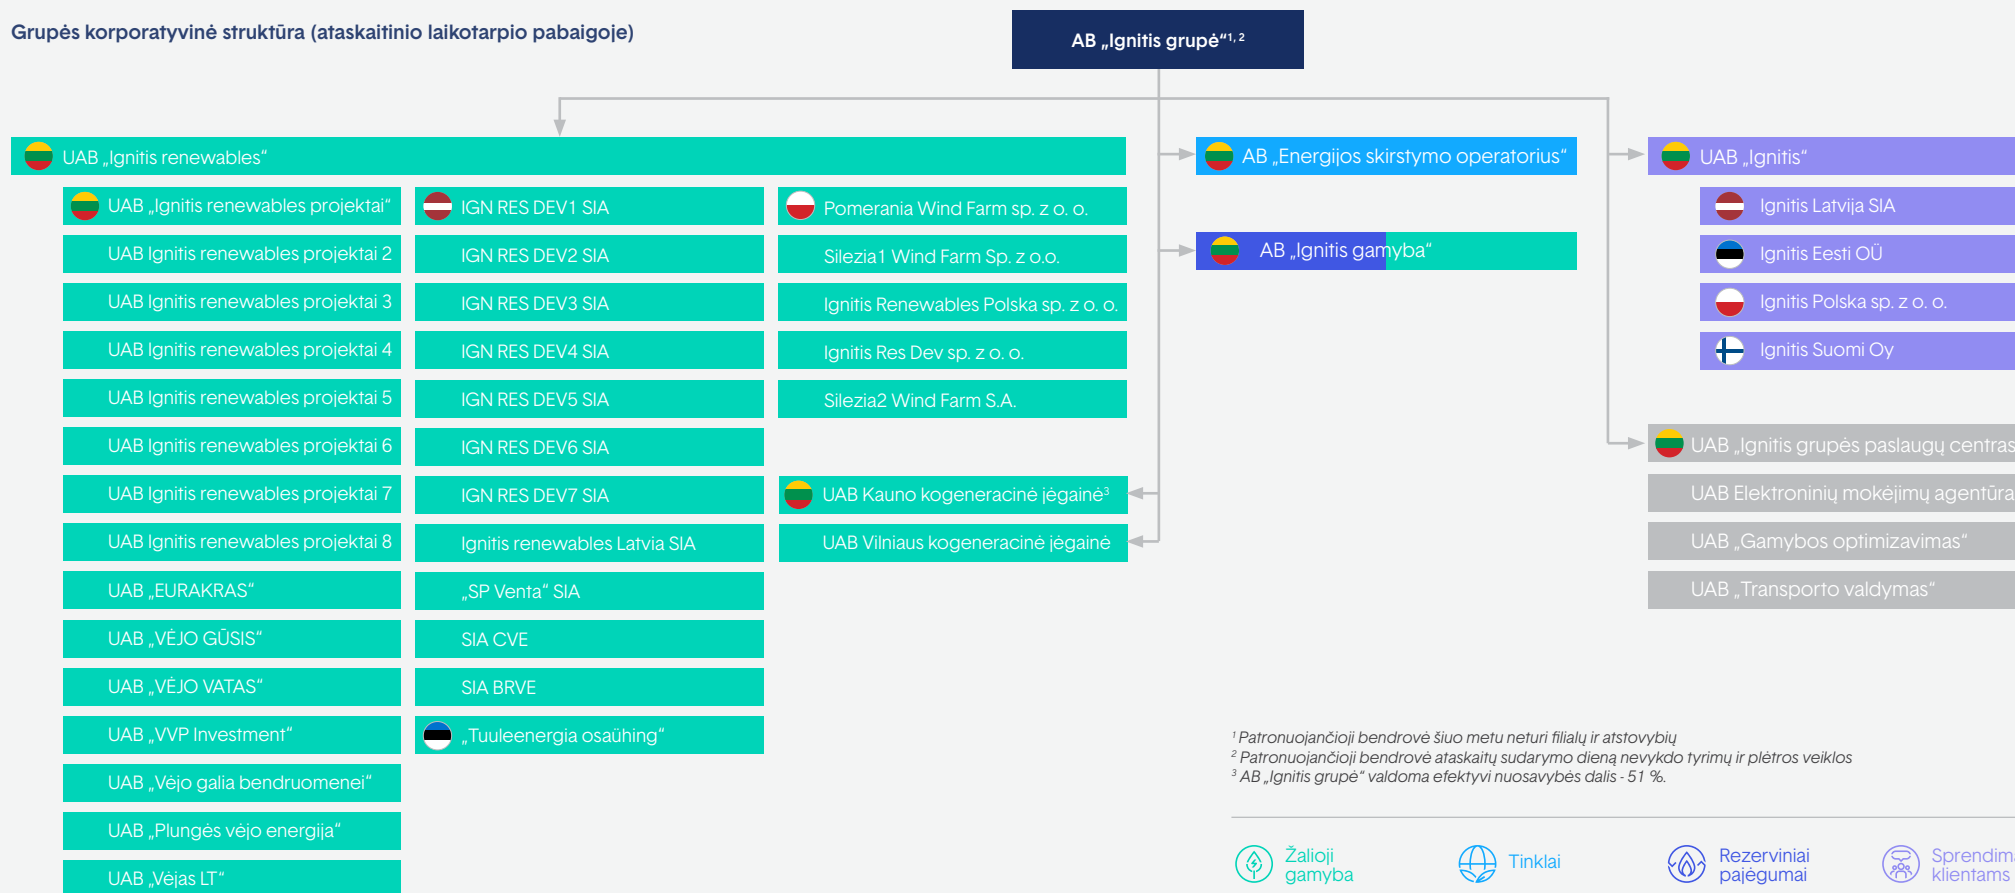 Grupės korporatyvinė struktūra (ataskaitinio laikotarpio pabaigoje)
AB „Ignitis grupė“¹, ²
UAB „Ignitis renewables“
UAB „Ignitis renewables projektai“
UAB Ignitis renewables projektai 2
UAB Ignitis renewables projektai 3
UAB Ignitis renewables projektai 4
UAB Ignitis renewables projektai 5
UAB Ignitis renewables projektai 6
UAB Ignitis renewables projektai 7
UAB Ignitis renewables projektai 8
UAB „EURAKRAS“
UAB „VĖJO GŪSIS“
UAB „VĖJO VATAS“
UAB „VVP Investment“
UAB „Vėjo galia bendruomenei“
UAB „Plungės vėjo energija“
UAB „Vėjas LT“
IGN RES DEV1 SIA
IGN RES DEV2 SIA
IGN RES DEV3 SIA
IGN RES DEV4 SIA
IGN RES DEV5 SIA
IGN RES DEV6 SIA
IGN RES DEV7 SIA
Ignitis renewables Latvia SIA
„SP Venta“ SIA
SIA CVE
SIA BRVE
„Tuuleenergia osaühing“
Pomerania Wind Farm sp. z o. o.
Silezia1 Wind Farm Sp. z o.o.
Ignitis Renewables Polska sp. z o. o.
Ignitis Res Dev sp. z o. o.
Silezia2 Wind Farm S.A.
UAB Kauno kogeneracinė jėgainė³
UAB Vilniaus kogeneracinė jėgainė
AB „Energijos skirstymo operatorius“
AB „Ignitis gamyba“
UAB „Ignitis“
Ignitis Latvija SIA
Ignitis Eesti OÜ
Ignitis Polska sp. z o. o.
Ignitis Suomi Oy
UAB „Ignitis grupės paslaugų centras
UAB Elektroninių mokėjimų agentūra
UAB „Gamybos optimizavimas“
UAB „Transporto valdymas“
¹ Patronuojančioji bendrovė šiuo metu neturi filialų ir atstovybių
² Patronuojančioji bendrovė ataskaitų sudarymo dieną nevykdo tyrimų ir plėtros veiklos
³ AB „Ignitis grupė“ valdoma efektyvi nuosavybės dalis - 51 %.
Žalioji
gamyba
Tinklai
Rezerviniai
pajėgumai
klientams